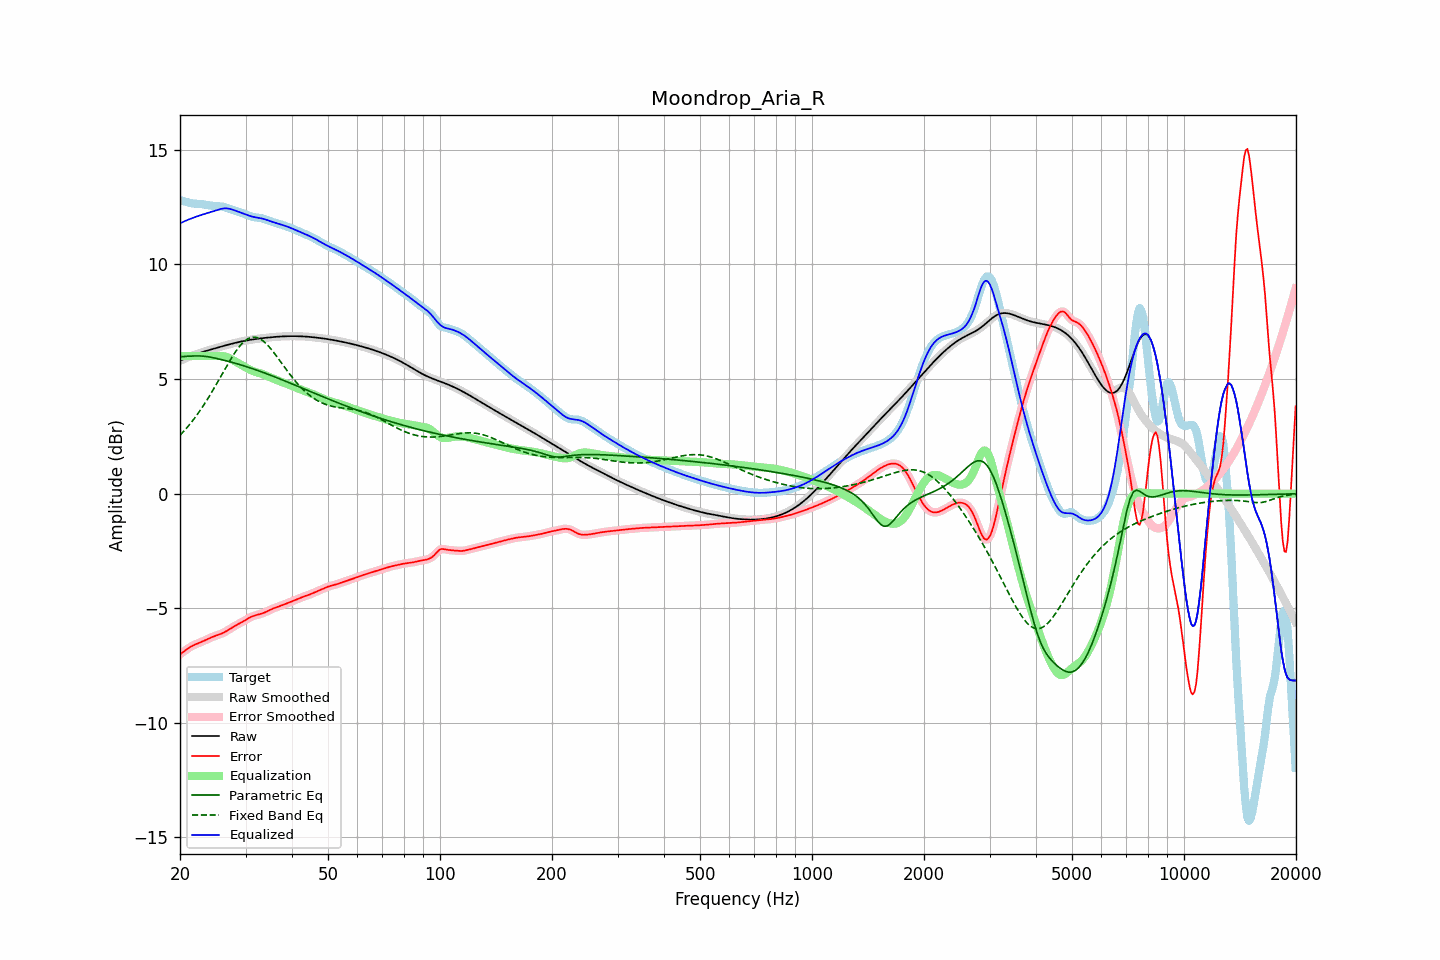 Moondrop_Aria_R
Amplitude (dBr)
15
10
5
0
−5
−10
−15
Target
Raw Smoothed
Error Smoothed
Raw
Error
Equalization
Parametric Eq
Fixed Band Eq
Equalized
20 50 100 200 500 1000 2000 5000 10000 20000
Frequency (Hz)